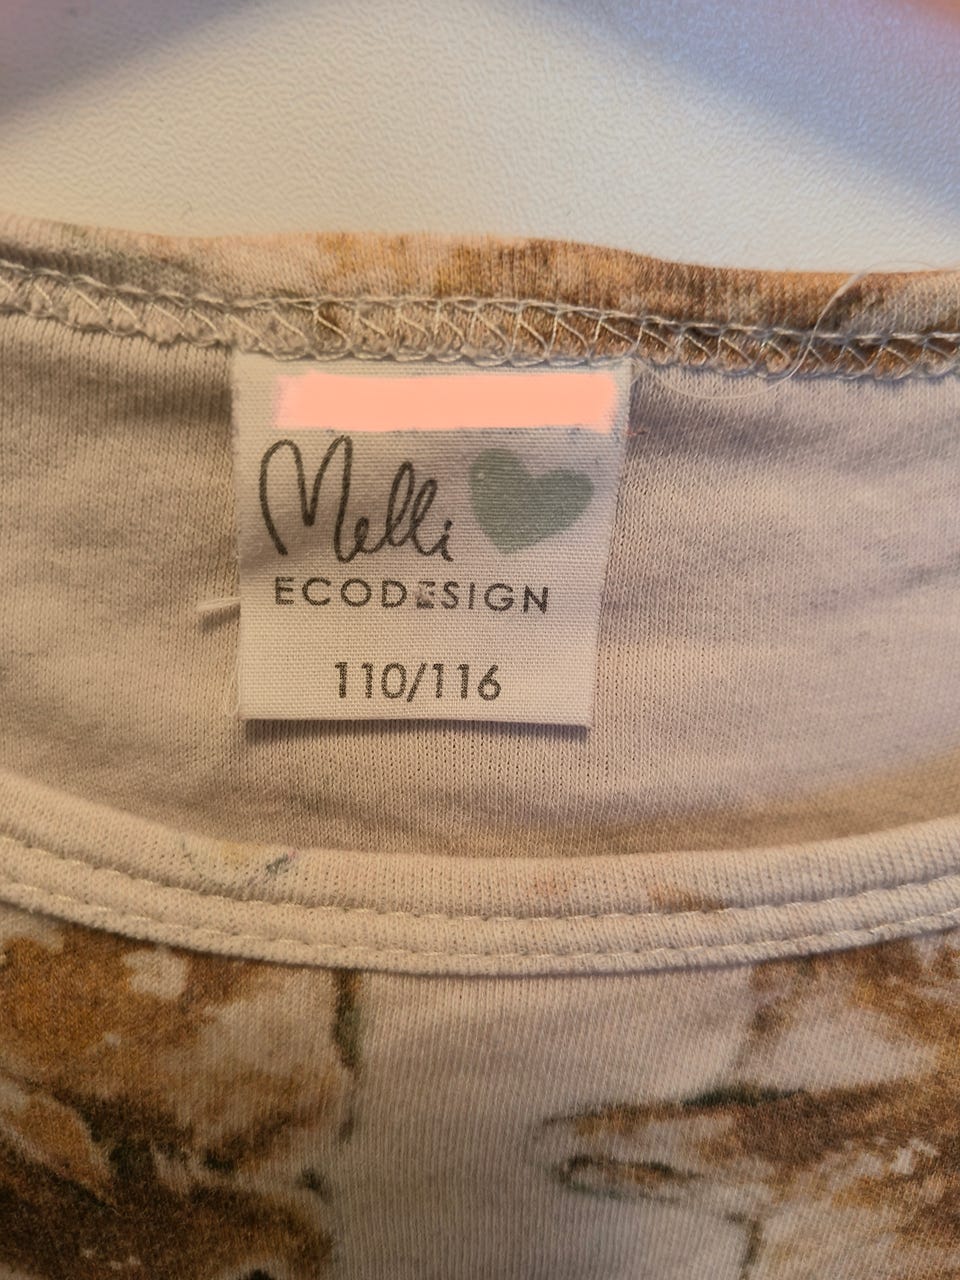 Melli
ECODESIGN
110/116